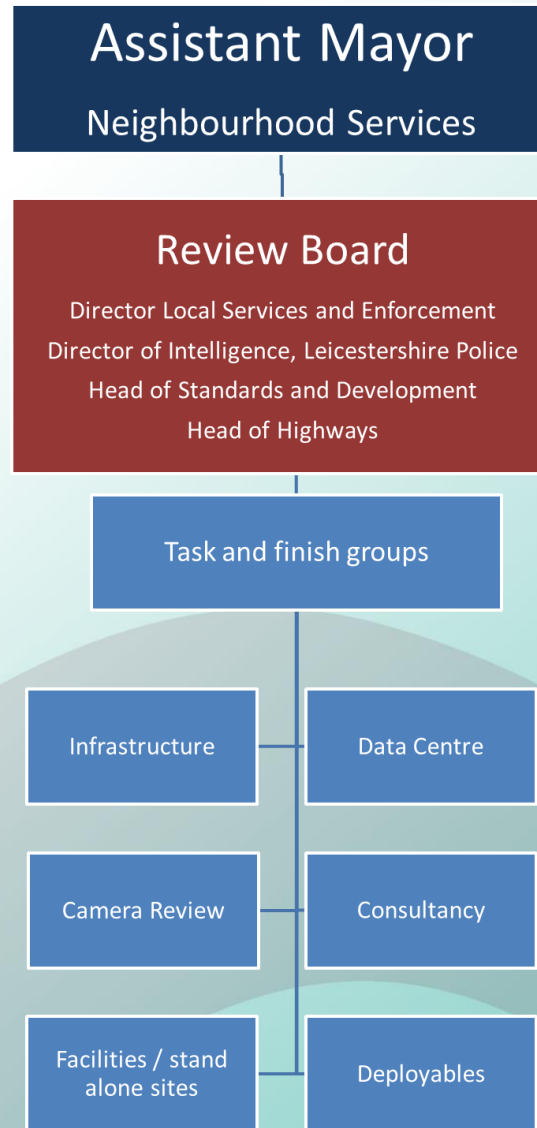 Assistant Mayor
Neighbourhood Services
Review Board
Director Local Services and Enforcement
Director of Intelligence, Leicestershire Police
Head of Standards and Development
Head of Highways
Task and finish groups
Infrastructure
Data Centre
Camera Review
Consultancy
Facilities / stand
alone sites
Deployables